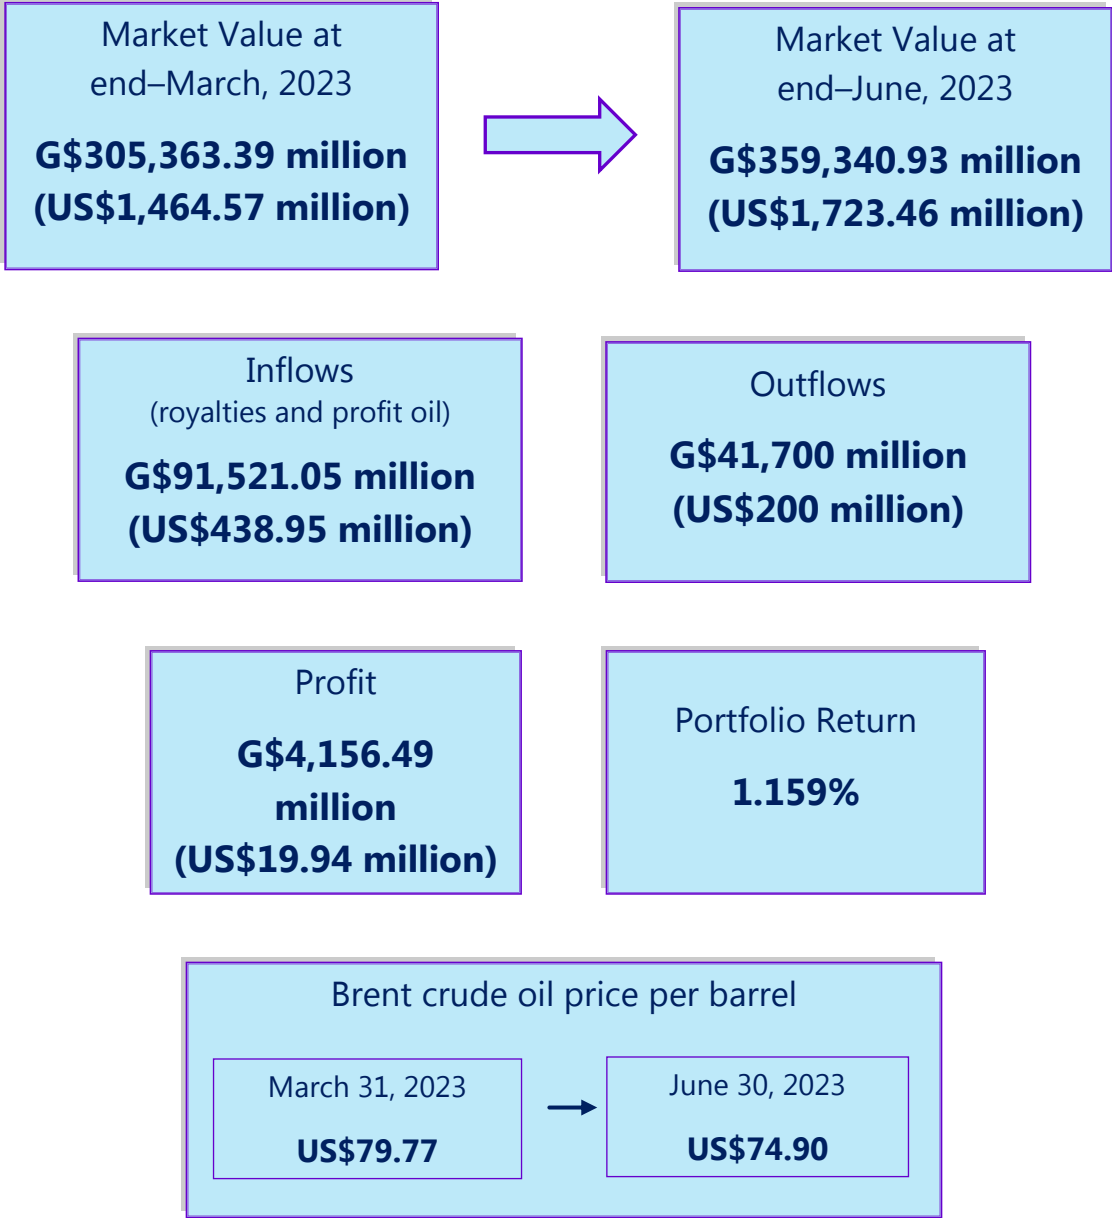 Market Value at
end–March, 2023
G$305,363.39 million
(US$1,464.57 million)
Market Value at
end–June, 2023
G$359,340.93 million
(US$1,723.46 million)
Inflows
(royalties and profit oil)
G$91,521.05 million
(US$438.95 million)
Outflows
G$41,700 million
(US$200 million)
Profit
G$4,156.49
million
(US$19.94 million)
Portfolio Return
1.159%
Brent crude oil price per barrel
March 31, 2023
US$79.77
June 30, 2023
US$74.90